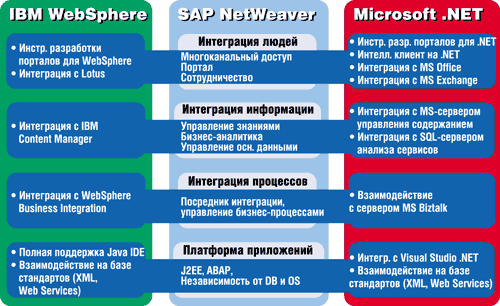 IBM WebSphere
SAP NetWeaver
Microsoft .NET
• Инстр. разработки
порталов для WebSphere
• Интеграция с Lotus
Интеграция людей
Многоканальный доступ
Портал
Сотрудничество
• Инстр. разр. порталов для .NET
• Интелл. клиент на .NET
• Интеграция с MS Office
• Интеграция с MS Exchange
• Интеграция с IBM
Content Manager
Интеграция информации
Управление знаниями
Бизнес-аналитика
Управление осн. данными
• Интеграция с MS-сервером
управления содержанием
• Интеграция с SQL-сервером
анализа сервисов
• Интеграция с WebSphere
Business Integration
Интеграция процессов
Посредник интеграции,
управление бизнес-процессами
• Взаимодействие
с сервером MS Biztalk
• Полная поддержка Java IDE
• Взаимодействие на базе
стандартов (XML,
Web Services)
Платформа приложений
J2EE, ABAP,
Независимость от DB и OS
• Интегр. с Visual Studio .NET
• Взаимодействие на базе
стандартов (XML, Web Services)